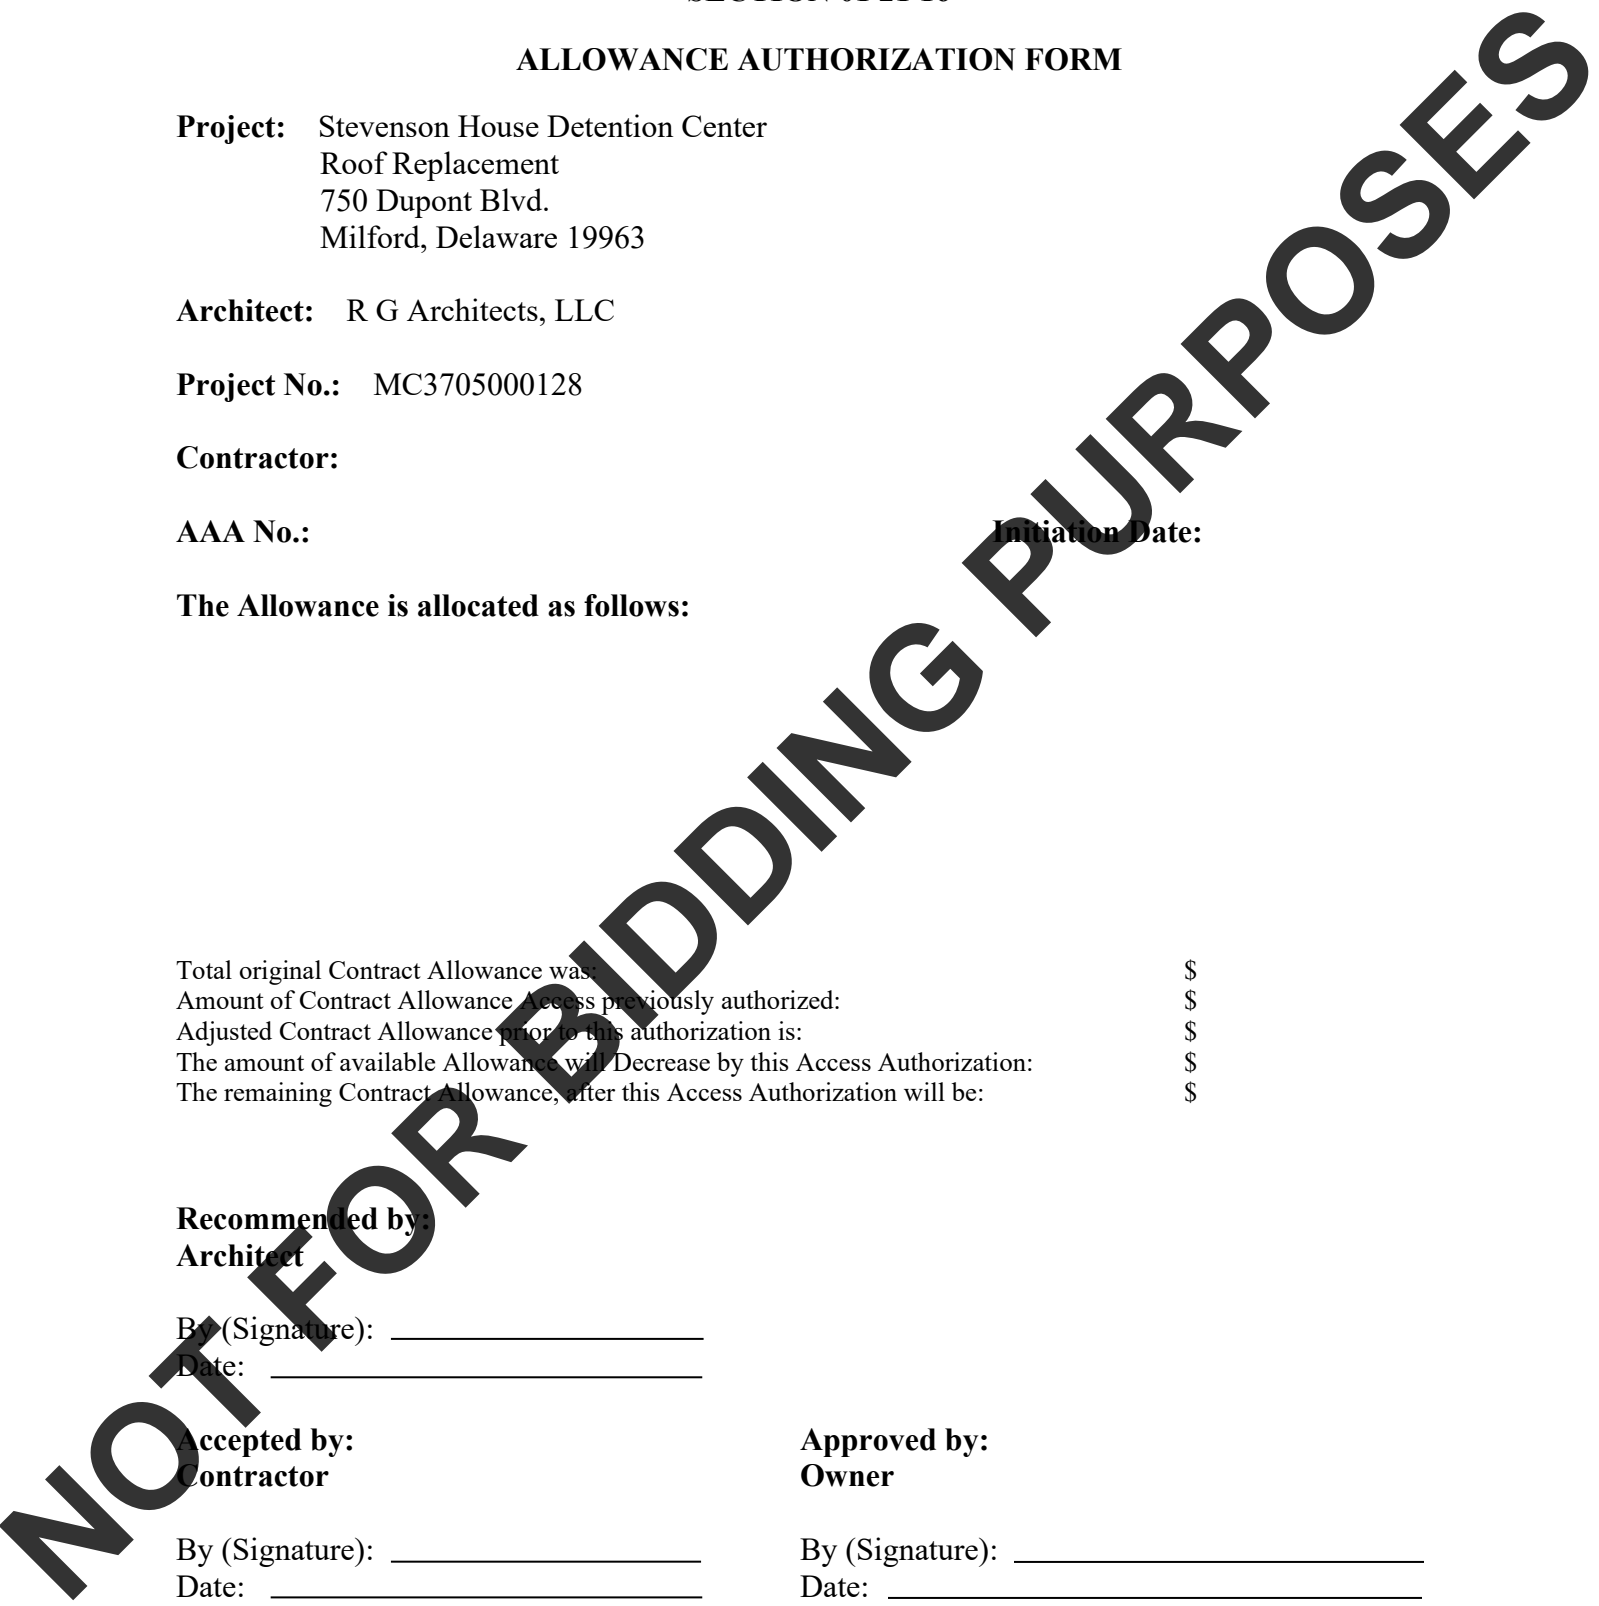 ALLOWANCE AUTHORIZATION FORM
Project: Stevenson House Detention Center
Roof Replacement
750 Dupont Blvd.
Milford, Delaware 19963
Architect: R G Architects, LLC
Project No.: MC3705000128
Contractor:
AAA No.: Initiation Date:
The Allowance is allocated as follows:
Total original Contract Allowance was: $
Amount of Contract Allowance Access previously authorized: $
Adjusted Contract Allowance prior to this authorization is: $
The amount of available Allowance will Decrease by this Access Authorization: $
The remaining Contract Allowance, after this Access Authorization will be: $
Recommended by:
Architect
By (Signature):
Date:
Accepted by: Approved by:
Contractor Owner
By (Signature): By (Signature):
Date: Date:
NOT FOR BIDDING PURPOSES